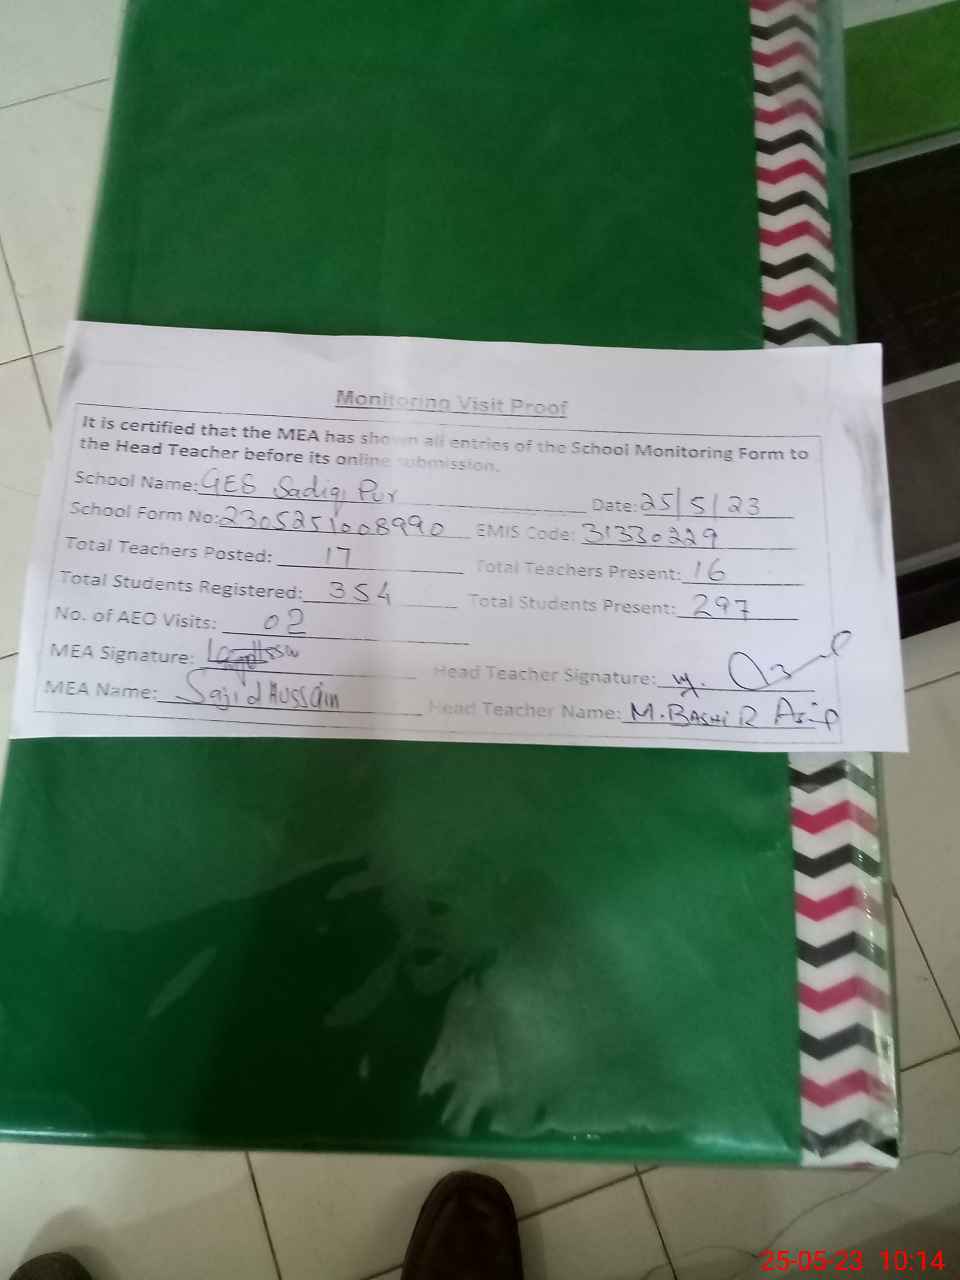 Monitoring Visit Proof
It is certified that the MEA has shown all entries of the School Monitoring Form to
the Head Teacher before its online submission.
School Name: GES Sadiq Pur Date: 25/5/23
School Form No: 2305251008990 EMIS Code: 31330229
Total Teachers Posted: 17 Total Teachers Present: 16
Total Students Registered: 354 Total Students Present: 297
No. of AEO Visits: 02
MEA Signature: Head Teacher Signature:
MEA Name: Sajid Hussain Head Teacher Name: M. BASHIR Asif
25-05-23 10:14